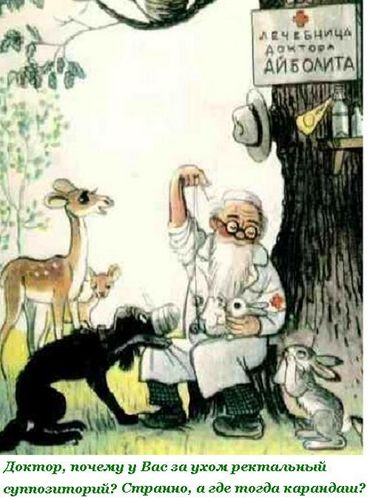 ЛЕЧЕБНИЦА
ДОКТОРА
АЙБОЛИТА
Доктор, почему у Вас за ухом ректальный
суппозиторий? Странно, а где тогда карандаш?